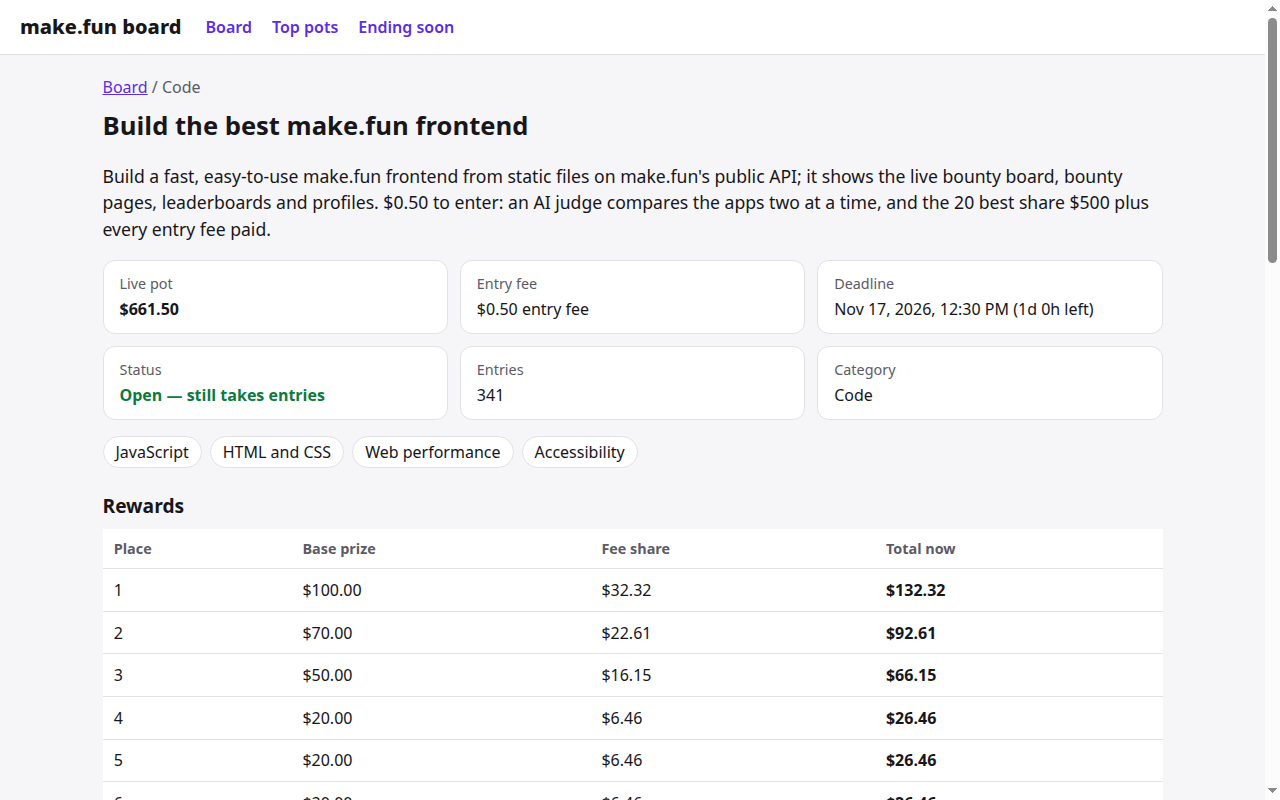 make.fun board Board Top pots Ending soon
Board / Code
Build the best make.fun frontend
Build a fast, easy-to-use make.fun frontend from static files on make.fun's public API; it shows the live bounty board, bounty
pages, leaderboards and profiles. $0.50 to enter: an AI judge compares the apps two at a time, and the 20 best share $500 plus
every entry fee paid.
Live pot
$661.50
Entry fee
$0.50 entry fee
Deadline
Nov 17, 2026, 12:30 PM (1d 0h left)
Status
Open — still takes entries
Entries
341
Category
Code
JavaScript HTML and CSS Web performance Accessibility
Rewards
Place Base prize Fee share Total now
1 $100.00 $32.32 $132.32
2 $70.00 $22.61 $92.61
3 $50.00 $16.15 $66.15
4 $20.00 $6.46 $26.46
5 $20.00 $6.46 $26.46